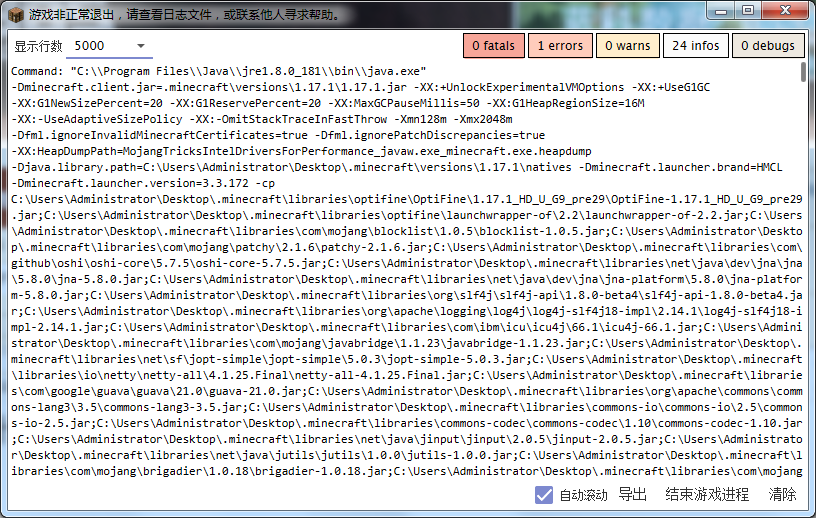 游戏非正常退出，请查看日志文件，或联系他人寻求帮助。
显示行数 5000 0 fatals 1 errors 0 warns 24 infos 0 debugs
Command: "C:\\Program Files\\Java\\jre1.8.0_181\\bin\\java.exe"
-Dminecraft.client.jar=.minecraft\versions\1.17.1\1.17.1.jar -XX:+UnlockExperimentalVMOptions -XX:+UseG1GC
-XX:G1NewSizePercent=20 -XX:G1ReservePercent=20 -XX:MaxGCPauseMillis=50 -XX:G1HeapRegionSize=16M
-XX:-UseAdaptiveSizePolicy -XX:-OmitStackTraceInFastThrow -Xmn128m -Xmx2048m
-Dfml.ignoreInvalidMinecraftCertificates=true -Dfml.ignorePatchDiscrepancies=true
-XX:HeapDumpPath=MojangTricksIntelDriversForPerformance_javaw.exe_minecraft.exe.heapdump
-Djava.library.path=C:\Users\Administrator\Desktop\.minecraft\versions\1.17.1\natives -Dminecraft.launcher.brand=HMCL
-Dminecraft.launcher.version=3.3.172 -cp
C:\Users\Administrator\Desktop\.minecraft\libraries\optifine\OptiFine\1.17.1_HD_U_G9_pre29\OptiFine-1.17.1_HD_U_G9_pre29
.jar;C:\Users\Administrator\Desktop\.minecraft\libraries\optifine\launchwrapper-of\2.2\launchwrapper-of-2.2.jar;C:\Users
\Administrator\Desktop\.minecraft\libraries\com\mojang\blocklist\1.0.5\blocklist-1.0.5.jar;C:\Users\Administrator\Deskto
p\.minecraft\libraries\com\mojang\patchy\2.1.6\patchy-2.1.6.jar;C:\Users\Administrator\Desktop\.minecraft\libraries\com\
github\oshi\oshi-core\5.7.5\oshi-core-5.7.5.jar;C:\Users\Administrator\Desktop\.minecraft\libraries\net\java\dev\jna\jna
\5.8.0\jna-5.8.0.jar;C:\Users\Administrator\Desktop\.minecraft\libraries\net\java\dev\jna\jna-platform\5.8.0\jna-platfor
m-5.8.0.jar;C:\Users\Administrator\Desktop\.minecraft\libraries\org\slf4j\slf4j-api\1.8.0-beta4\slf4j-api-1.8.0-beta4.ja
r;C:\Users\Administrator\Desktop\.minecraft\libraries\org\apache\logging\log4j\log4j-slf4j18-impl\2.14.1\log4j-slf4j18-i
mpl-2.14.1.jar;C:\Users\Administrator\Desktop\.minecraft\libraries\com\ibm\icu\icu4j\66.1\icu4j-66.1.jar;C:\Users\Admini
strator\Desktop\.minecraft\libraries\com\mojang\javabridge\1.1.23\javabridge-1.1.23.jar;C:\Users\Administrator\Desktop\.
minecraft\libraries\net\sf\jopt-simple\jopt-simple\5.0.3\jopt-simple-5.0.3.jar;C:\Users\Administrator\Desktop\.minecraft
\libraries\io\netty\netty-all\4.1.25.Final\netty-all-4.1.25.Final.jar;C:\Users\Administrator\Desktop\.minecraft\librarie
s\com\google\guava\guava\21.0\guava-21.0.jar;C:\Users\Administrator\Desktop\.minecraft\libraries\org\apache\commons\comm
ons-lang3\3.5\commons-lang3-3.5.jar;C:\Users\Administrator\Desktop\.minecraft\libraries\commons-io\commons-io\2.5\common
s-io-2.5.jar;C:\Users\Administrator\Desktop\.minecraft\libraries\commons-codec\commons-codec\1.10\commons-codec-1.10.jar
;C:\Users\Administrator\Desktop\.minecraft\libraries\net\java\jinput\jinput\2.0.5\jinput-2.0.5.jar;C:\Users\Administrato
r\Desktop\.minecraft\libraries\net\java\jutils\jutils\1.0.0\jutils-1.0.0.jar;C:\Users\Administrator\Desktop\.minecraft\l
ibraries\com\mojang\brigadier\1.0.18\brigadier-1.0.18.jar;C:\Users\Administrator\Desktop\.minecraft\libraries\com\mojang
自动滚动 导出 结束游戏进程 清除